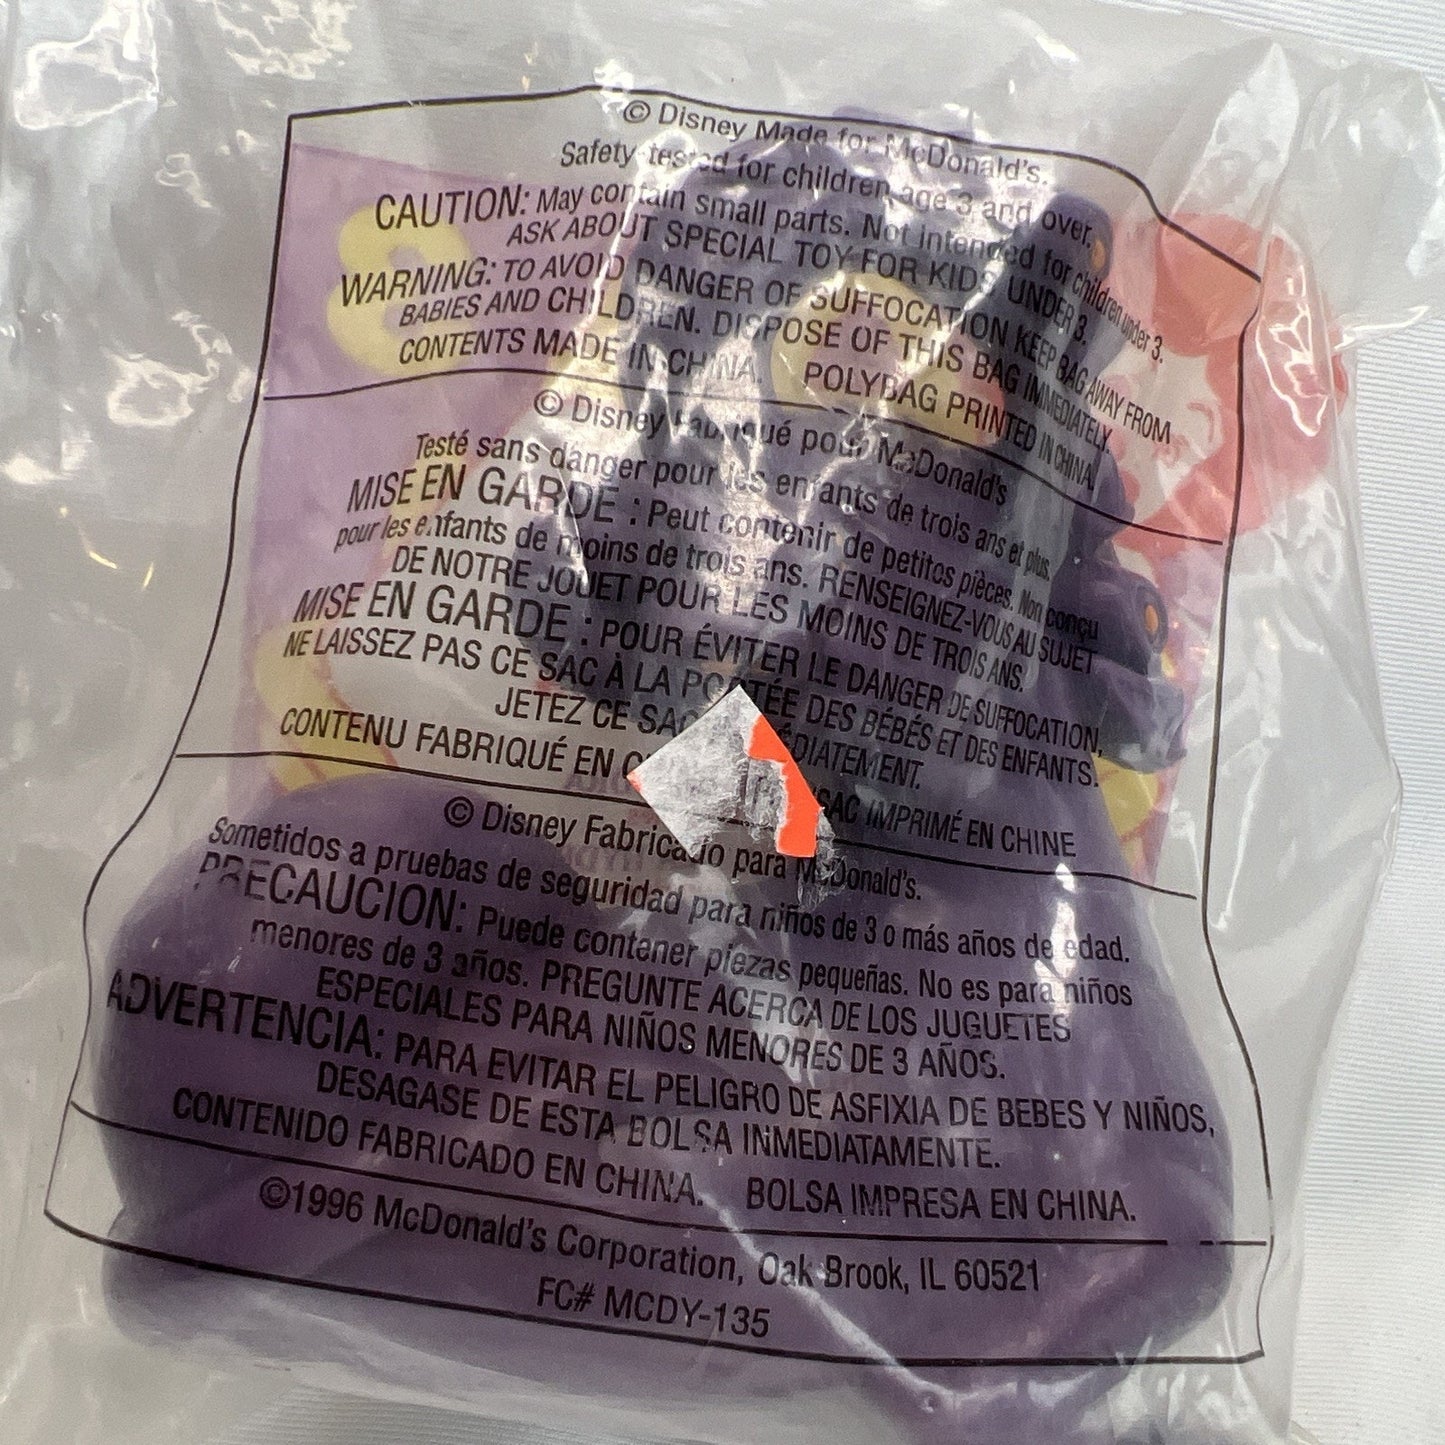 © Disney Made for McDonald's.
Safety tested for children age 3 and over.
CAUTION: May contain small parts. Not intended for children under 3.
ASK ABOUT SPECIAL TOY FOR KIDS UNDER 3.
WARNING: TO AVOID DANGER OF SUFFOCATION KEEP BAG AWAY FROM
BABIES AND CHILDREN. DISPOSE OF THIS BAG IMMEDIATELY.
CONTENTS MADE IN CHINA. POLYBAG PRINTED IN CHINA.
© Disney Fabriqué pour McDonald's
Testé sans danger pour les enfants de trois ans et plus.
MISE EN GARDE : Peut contenir de petites pièces. Non conçu
pour les enfants de moins de trois ans. RENSEIGNEZ-VOUS AU SUJET
DE NOTRE JOUET POUR LES MOINS DE TROIS ANS.
MISE EN GARDE : POUR ÉVITER LE DANGER DE SUFFOCATION,
NE LAISSEZ PAS CE SAC À LA PORTÉE DES BÉBÉS ET DES ENFANTS.
JETEZ CE SAC DIATEMENT.
CONTENU FABRIQUÉ EN SAC IMPRIMÉ EN CHINE
© Disney Fabricado para McDonald's.
Sometidos a pruebas de seguridad para niños de 3 o más años de edad.
PRECAUCION: Puede contener piezas pequeñas. No es para niños
menores de 3 años. PREGUNTE ACERCA DE LOS JUGUETES
ESPECIALES PARA NIÑOS MENORES DE 3 AÑOS.
ADVERTENCIA: PARA EVITAR EL PELIGRO DE ASFIXIA DE BEBES Y NIÑOS,
DESAGASE DE ESTA BOLSA INMEDIATAMENTE.
CONTENIDO FABRICADO EN CHINA. BOLSA IMPRESA EN CHINA.
©1996 McDonald's Corporation, Oak Brook, IL 60521
FC# MCDY-135